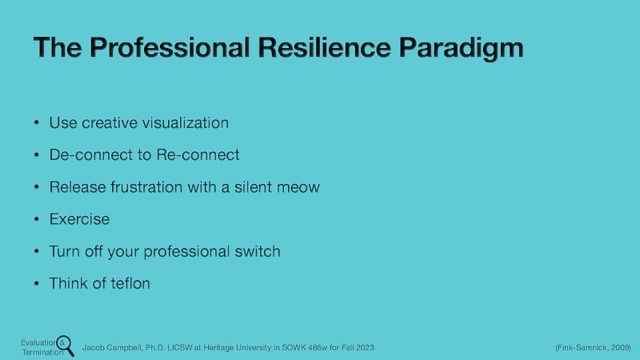 The Professional Resilience Paradigm
• Use creative visualization
• De-connect to Re-connect
• Release frustration with a silent meow
• Exercise
• Turn off your professional switch
• Think of teflon
Evaluation &
Termination
Jacob Campbell, Ph.D. LICSW at Heritage University in SOWK 486w for Fall 2023
(Fink-Samnick, 2009)